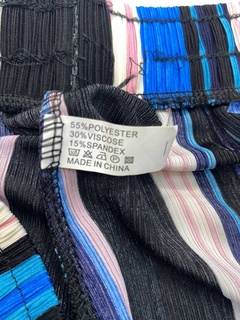 55%POLYESTER
30%VISCOSE
15%SPANDEX
MADE IN CHINA